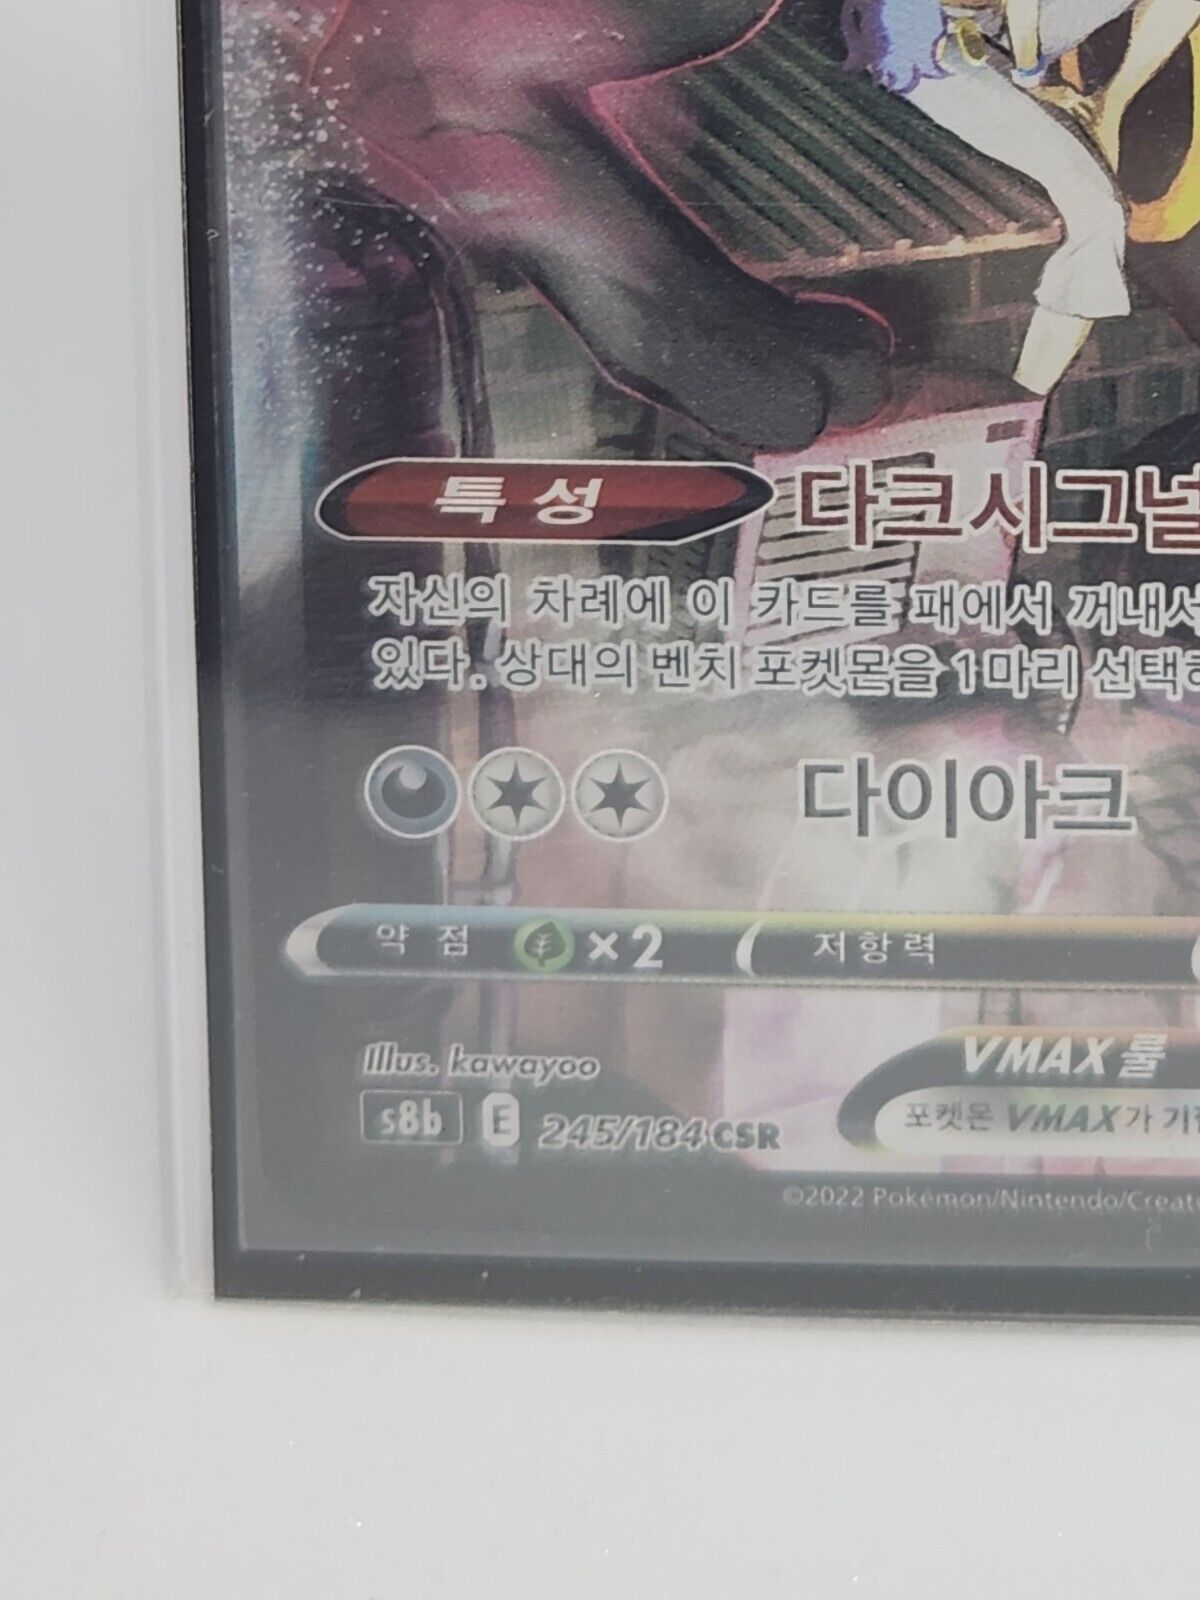 특성 다크시그널
자신의 차례에 이 카드를 패에서 꺼내서
있다. 상대의 벤치 포켓몬을 1마리 선택하
다이아크
약점 ×2 저항력
Illus. kawayoo
VMAX 룰
s8b E 245/184 CSR
포켓몬 VMAX가 기
©2022 Pokémon/Nintendo/Create